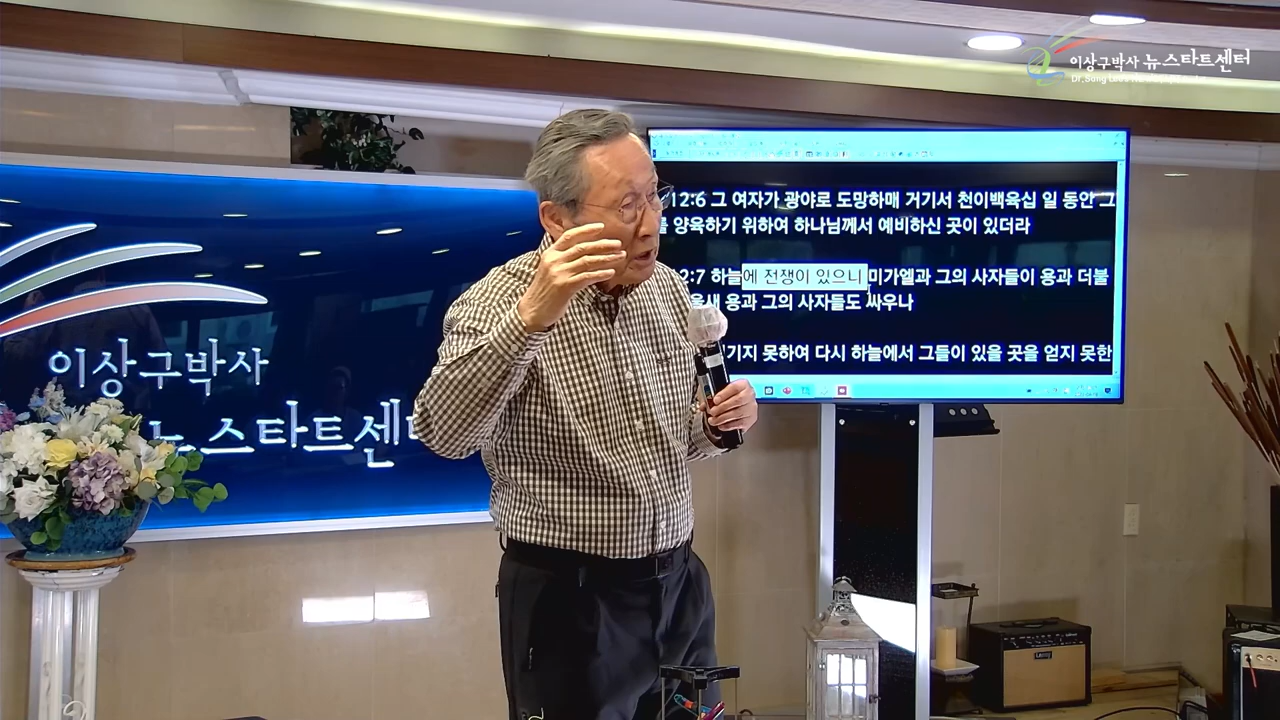 이상구박사 뉴스타트센터
12:6 그 여자가 광야로 도망하매 거기서 천이백육십 일 동안 그
를 양육하기 위하여 하나님께서 예비하신 곳이 있더라
2:7 하늘에 전쟁이 있으니 미가엘과 그의 사자들이 용과 더불
새 용과 그의 사자들도 싸우나
기지 못하여 다시 하늘에서 그들이 있을 곳을 얻지 못한
이상구박사
뉴스타트센
Laney